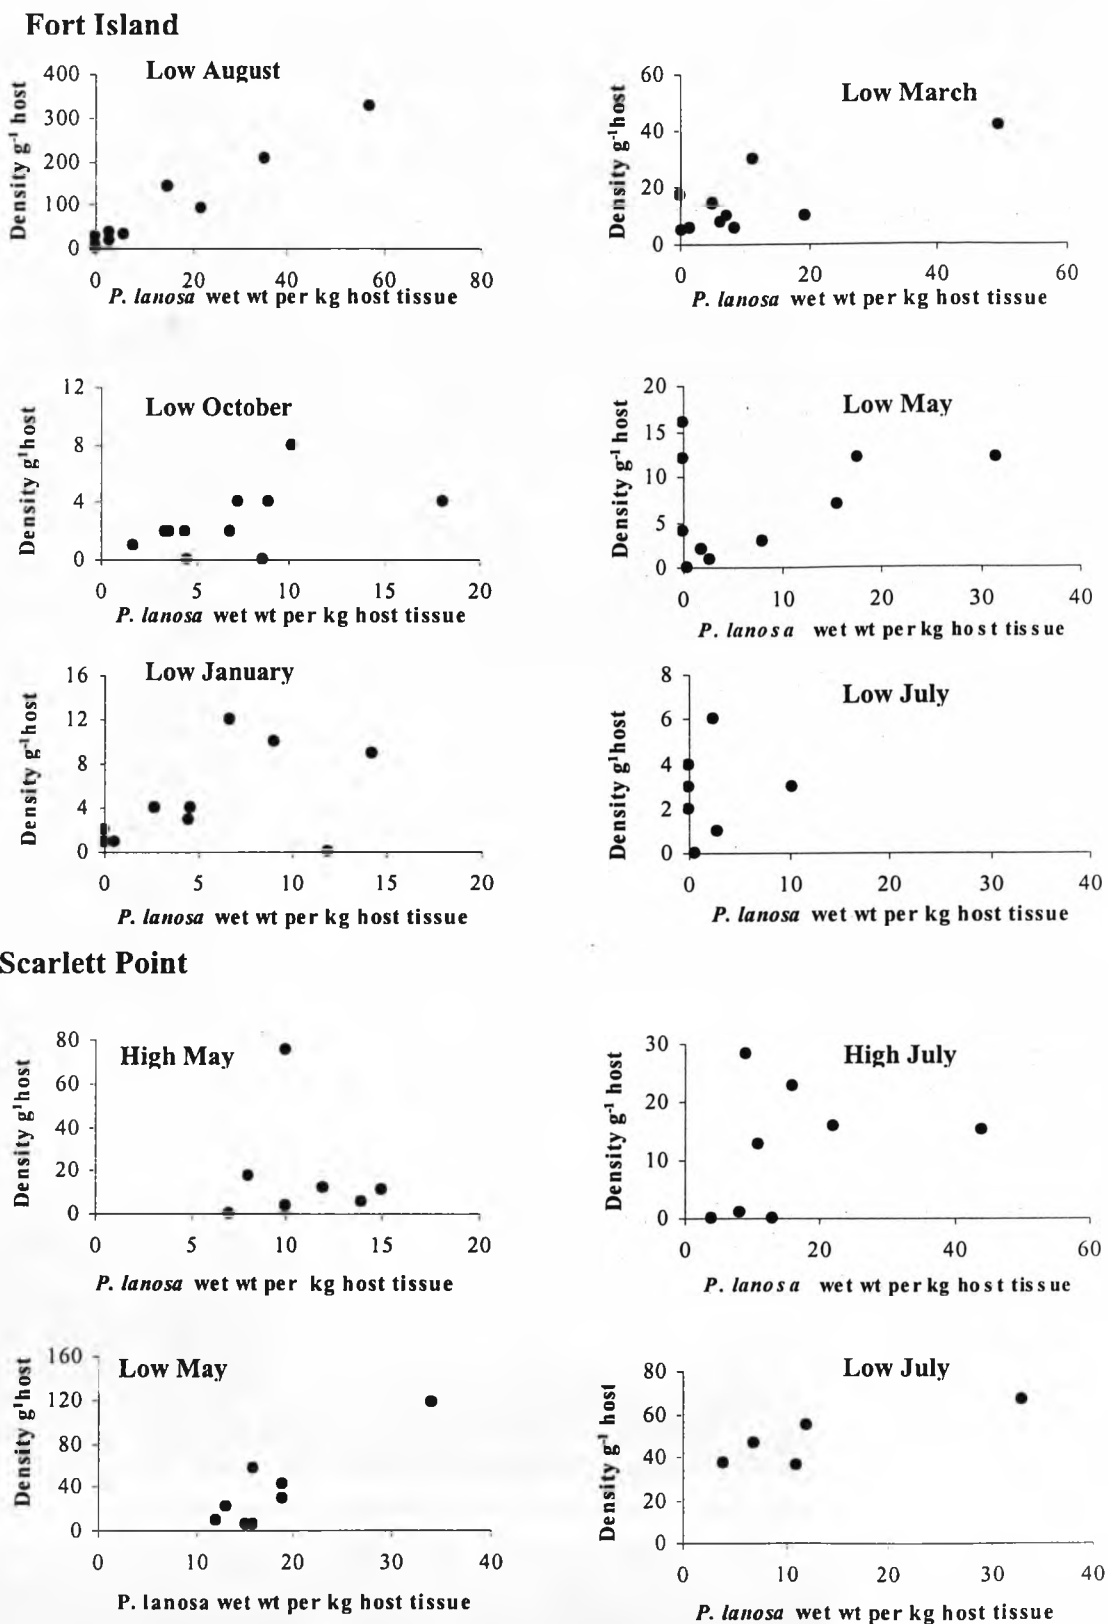 Fort Island
Low August
Density g⁻¹ host
400
300
200
100
0
0 20 40 60 80
P. lanosa wet wt per kg host tissue
Low March
Density g⁻¹host
60
40
20
0
0 20 40 60
P. lanosa wet wt per kg host tissue
Low October
Density g¹host
12
8
4
0
0 5 10 15 20
P. lanosa wet wt per kg host tissue
Low May
Density g⁻¹ host
20
15
10
5
0
0 10 20 30 40
P. lanosa wet wt per kg host tissue
Low January
Density g¹host
16
12
8
4
0
0 5 10 15 20
P. lanosa wet wt per kg host tissue
Low July
Density g¹host
8
6
4
2
0
0 10 20 30 40
P. lanosa wet wt per kg host tissue
Scarlett Point
High May
Density g¹host
80
60
40
20
0
0 5 10 15 20
P. lanosa wet wt per kg host tissue
High July
Density g⁻¹ host
30
20
10
0
0 20 40 60
P. lanosa wet wt per kg host tissue
Low May
Density g¹host
160
120
80
40
0
0 10 20 30 40
P. lanosa wet wt per kg host tissue
Low July
Density g⁻¹ host
80
60
40
20
0
0 10 20 30 40
P. lanosa wet wt per kg host tissue